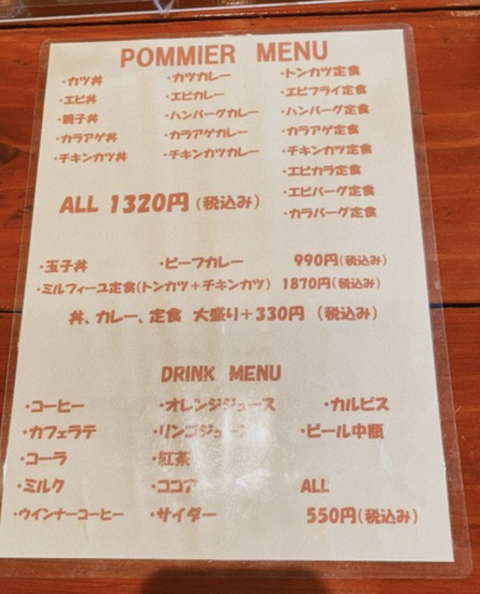 POMMIER MENU
・カツ丼 ・カツカレー ・トンカツ定食
・エビ丼 ・エビカレー ・エビフライ定食
・親子丼 ・ハンバーグカレー ・ハンバーグ定食
・カラアゲ丼 ・カラアゲカレー ・カラアゲ定食
・チキンカツ丼 ・チキンカツカレー ・チキンカツ定食
・エビカラ定食
・エビバーグ定食
・カラバーグ定食
ALL 1320円(税込み)
・玉子丼 ・ビーフカレー 990円(税込み)
・ミルフィーユ定食(トンカツ+チキンカツ) 1870円(税込み)
丼、カレー、定食 大盛り+330円 (税込み)
DRINK MENU
・コーヒー ・オレンジジュース ・カルピス
・カフェラテ ・リンゴジュース ・ビール中瓶
・コーラ ・紅茶
・ミルク ・ココア ALL
・ウインナーコーヒー ・サイダー 550円(税込み)